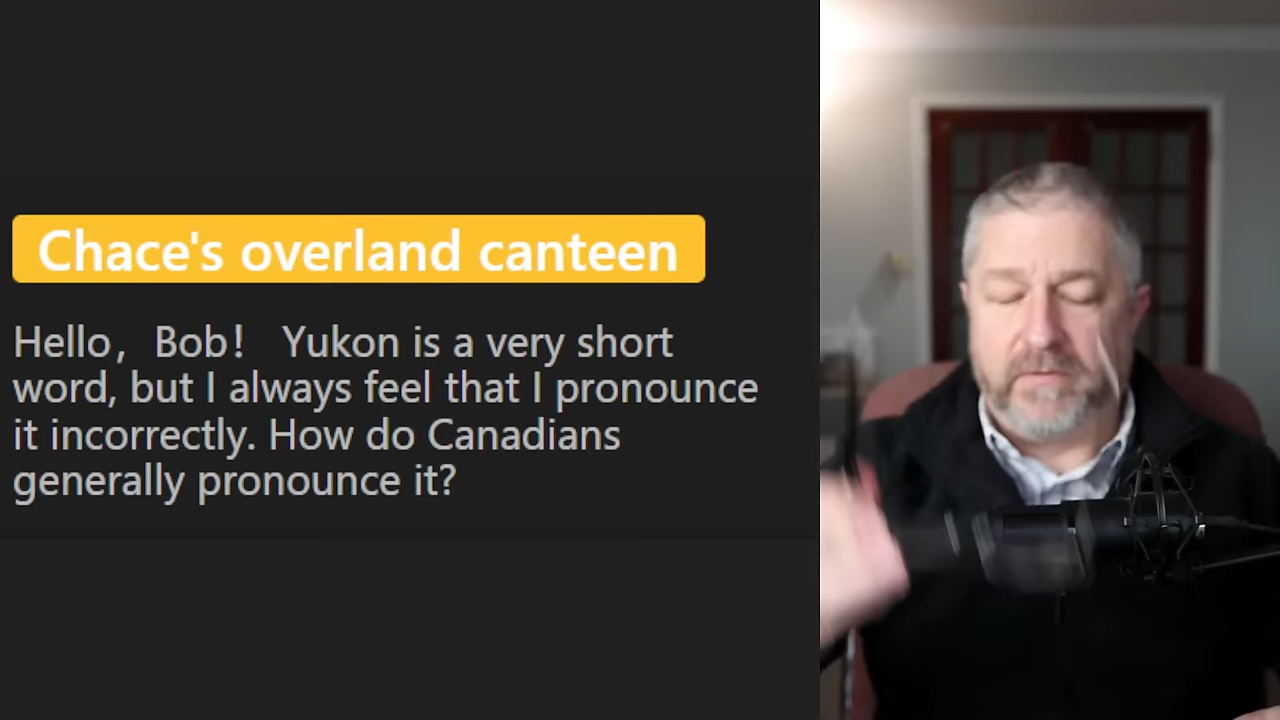 Chace's overland canteen
Hello，Bob！ Yukon is a very short
word, but I always feel that I pronounce
it incorrectly. How do Canadians
generally pronounce it?